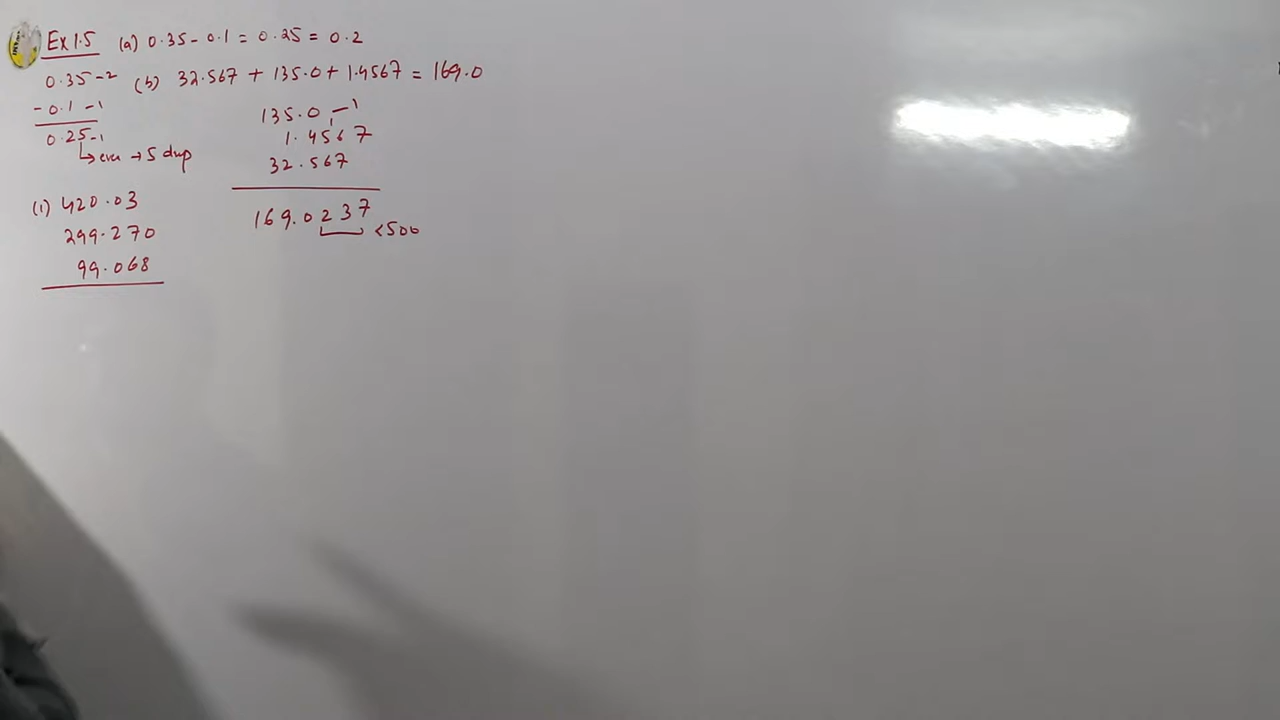 Ex 1.5 (a) 0.35 - 0.1 = 0.25 = 0.2
0.35 - 2 (b) 32.567 + 135.0 + 1.4567 = 169.0
- 0.1 - 1
0.25 - 1
→ even → 5 drop
135.0 - 1
1.4567
32.567
169.0237
<500
(1) 420.03
299.270
99.068